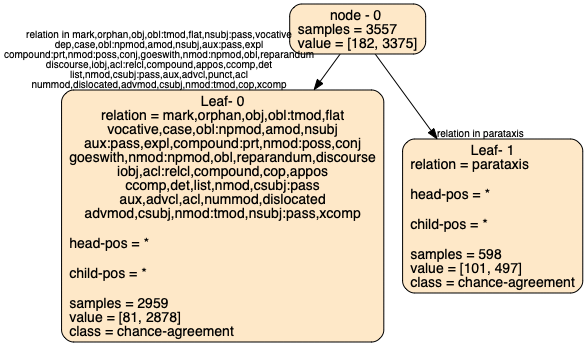 node - 0
samples = 3557
value = [182, 3375]
relation in mark,orphan,obj,obl:tmod,flat,nsubj:pass,vocative
dep,case,obl:npmod,amod,nsubj,aux:pass,expl
compound:prt,nmod:poss,conj,goeswith,nmod:npmod,obl,reparandum
discourse,iobj,acl:relcl,compound,appos,ccomp,det
list,nmod,csubj:pass,aux,advcl,punct,acl
nummod,dislocated,advmod,csubj,nmod:tmod,cop,xcomp
relation in parataxis
Leaf- 0
relation = mark,orphan,obj,obl:tmod,flat
vocative,case,obl:npmod,amod,nsubj
aux:pass,expl,compound:prt,nmod:poss,conj
goeswith,nmod:npmod,obl,reparandum,discourse
iobj,acl:relcl,compound,cop,appos
ccomp,det,list,nmod,csubj:pass
aux,advcl,acl,nummod,dislocated
advmod,csubj,nmod:tmod,nsubj:pass,xcomp
head-pos = *
child-pos = *
samples = 2959
value = [81, 2878]
class = chance-agreement
Leaf- 1
relation = parataxis
head-pos = *
child-pos = *
samples = 598
value = [101, 497]
class = chance-agreement